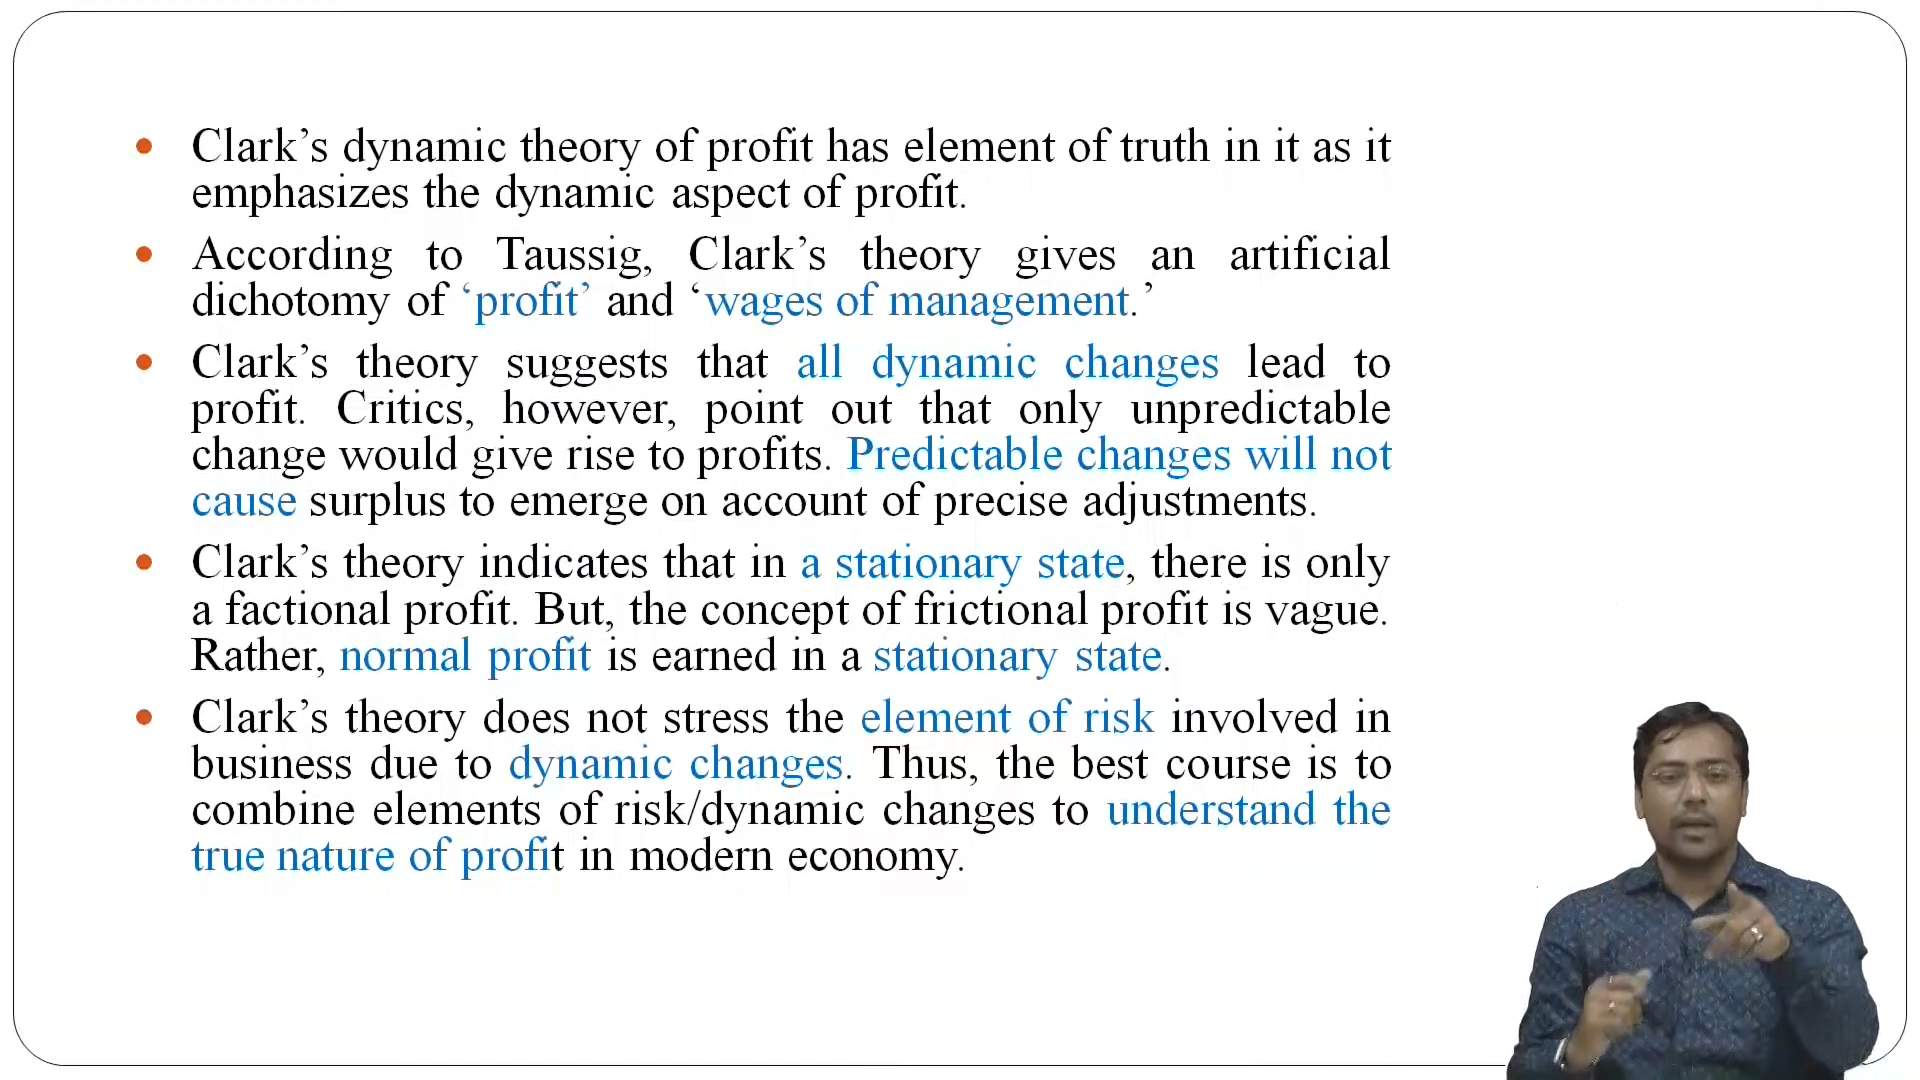 Clark’s dynamic theory of profit has element of truth in it as it
emphasizes the dynamic aspect of profit.
According to Taussig, Clark’s theory gives an artificial
dichotomy of ‘profit’ and ‘wages of management.’
Clark’s theory suggests that all dynamic changes lead to
profit. Critics, however, point out that only unpredictable
change would give rise to profits. Predictable changes will not
cause surplus to emerge on account of precise adjustments.
Clark’s theory indicates that in a stationary state, there is only
a factional profit. But, the concept of frictional profit is vague.
Rather, normal profit is earned in a stationary state.
Clark’s theory does not stress the element of risk involved in
business due to dynamic changes. Thus, the best course is to
combine elements of risk/dynamic changes to understand the
true nature of profit in modern economy.